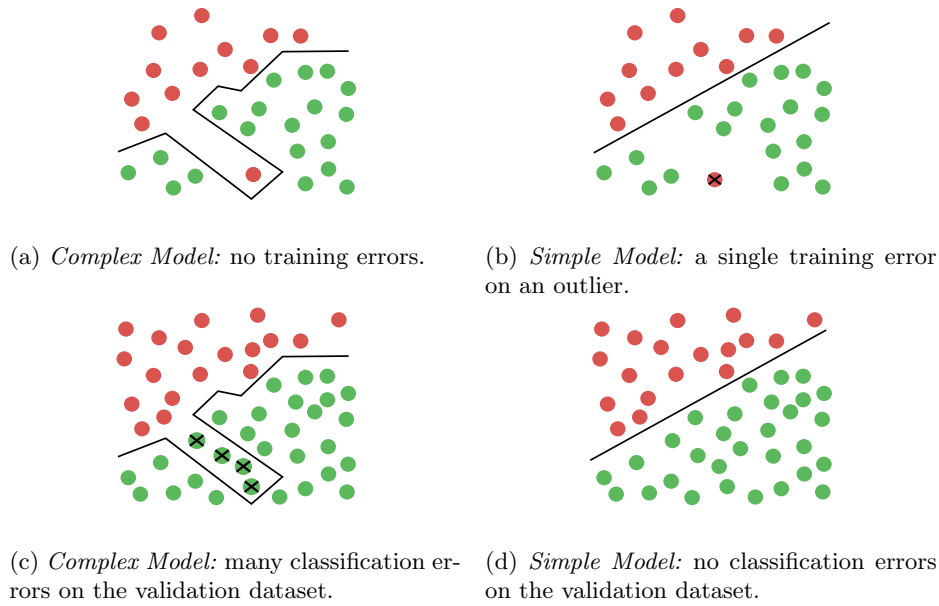 (a) Complex Model: no training errors.
(b) Simple Model: a single training error
on an outlier.
(c) Complex Model: many classification er-
rors on the validation dataset.
(d) Simple Model: no classification errors
on the validation dataset.